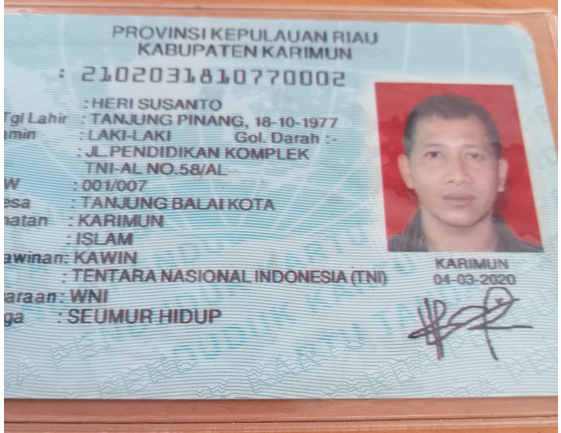 PROVINSI KEPULAUAN RIAU
KABUPATEN KARIMUN
: 2102031810770002
: HERI SUSANTO
Tgl Lahir : TANJUNG PINANG, 18-10-1977
amin : LAKI-LAKI Gol. Darah :-
: JL.PENDIDIKAN KOMPLEK
TNI-AL NO.58/AL
W : 001/007
esa : TANJUNG BALAI KOTA
atan : KARIMUN
: ISLAM
awinan: KAWIN
: TENTARA NASIONAL INDONESIA (TNI)
araan: WNI
ga : SEUMUR HIDUP
KARIMUN
04-03-2020